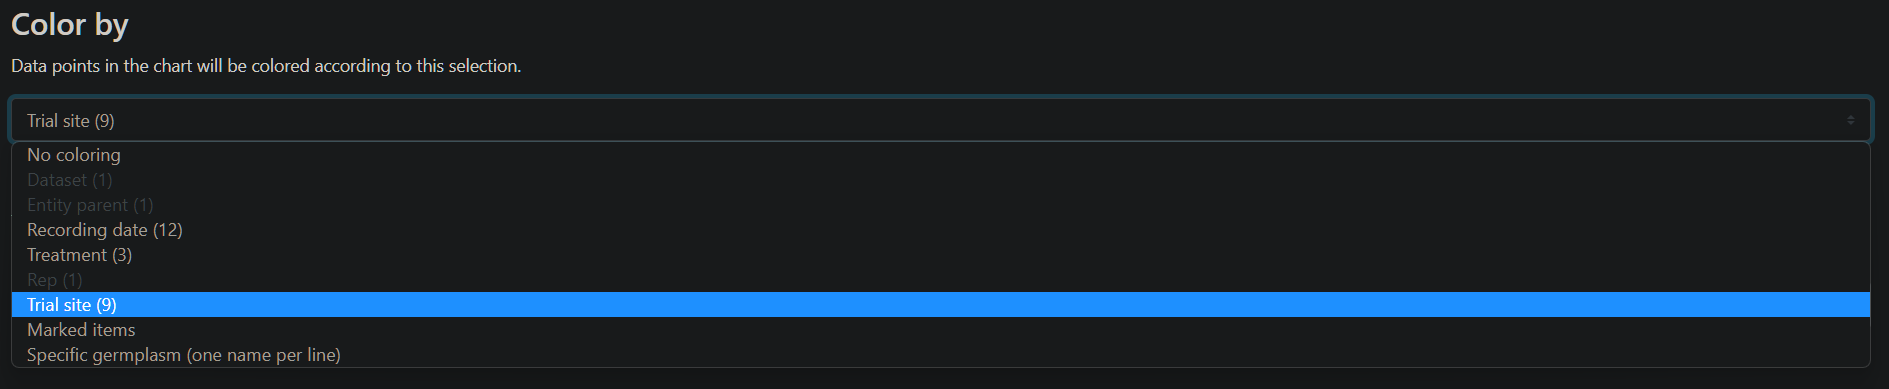 Color by
Data points in the chart will be colored according to this selection.
Trial site (9)
No coloring
Dataset (1)
Entity parent (1)
Recording date (12)
Treatment (3)
Rep (1)
Trial site (9)
Marked items
Specific germplasm (one name per line)